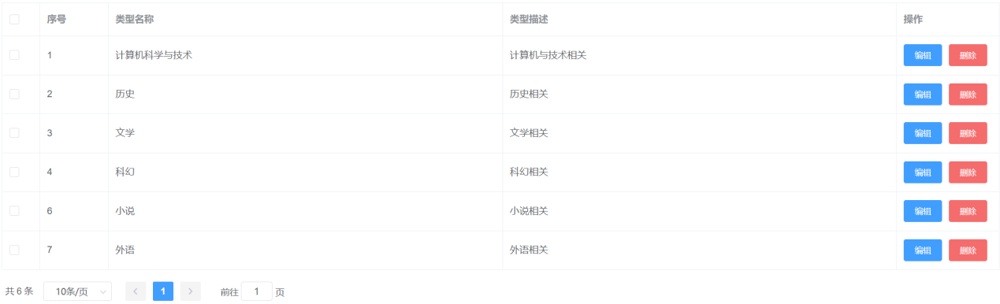 序号 类型名称 类型描述 操作
1 计算机科学与技术 计算机与技术相关 编辑 删除
2 历史 历史相关 编辑 删除
3 文学 文学相关 编辑 删除
4 科幻 科幻相关 编辑 删除
6 小说 小说相关 编辑 删除
7 外语 外语相关 编辑 删除
共 6 条 10条/页 1 前往 1 页